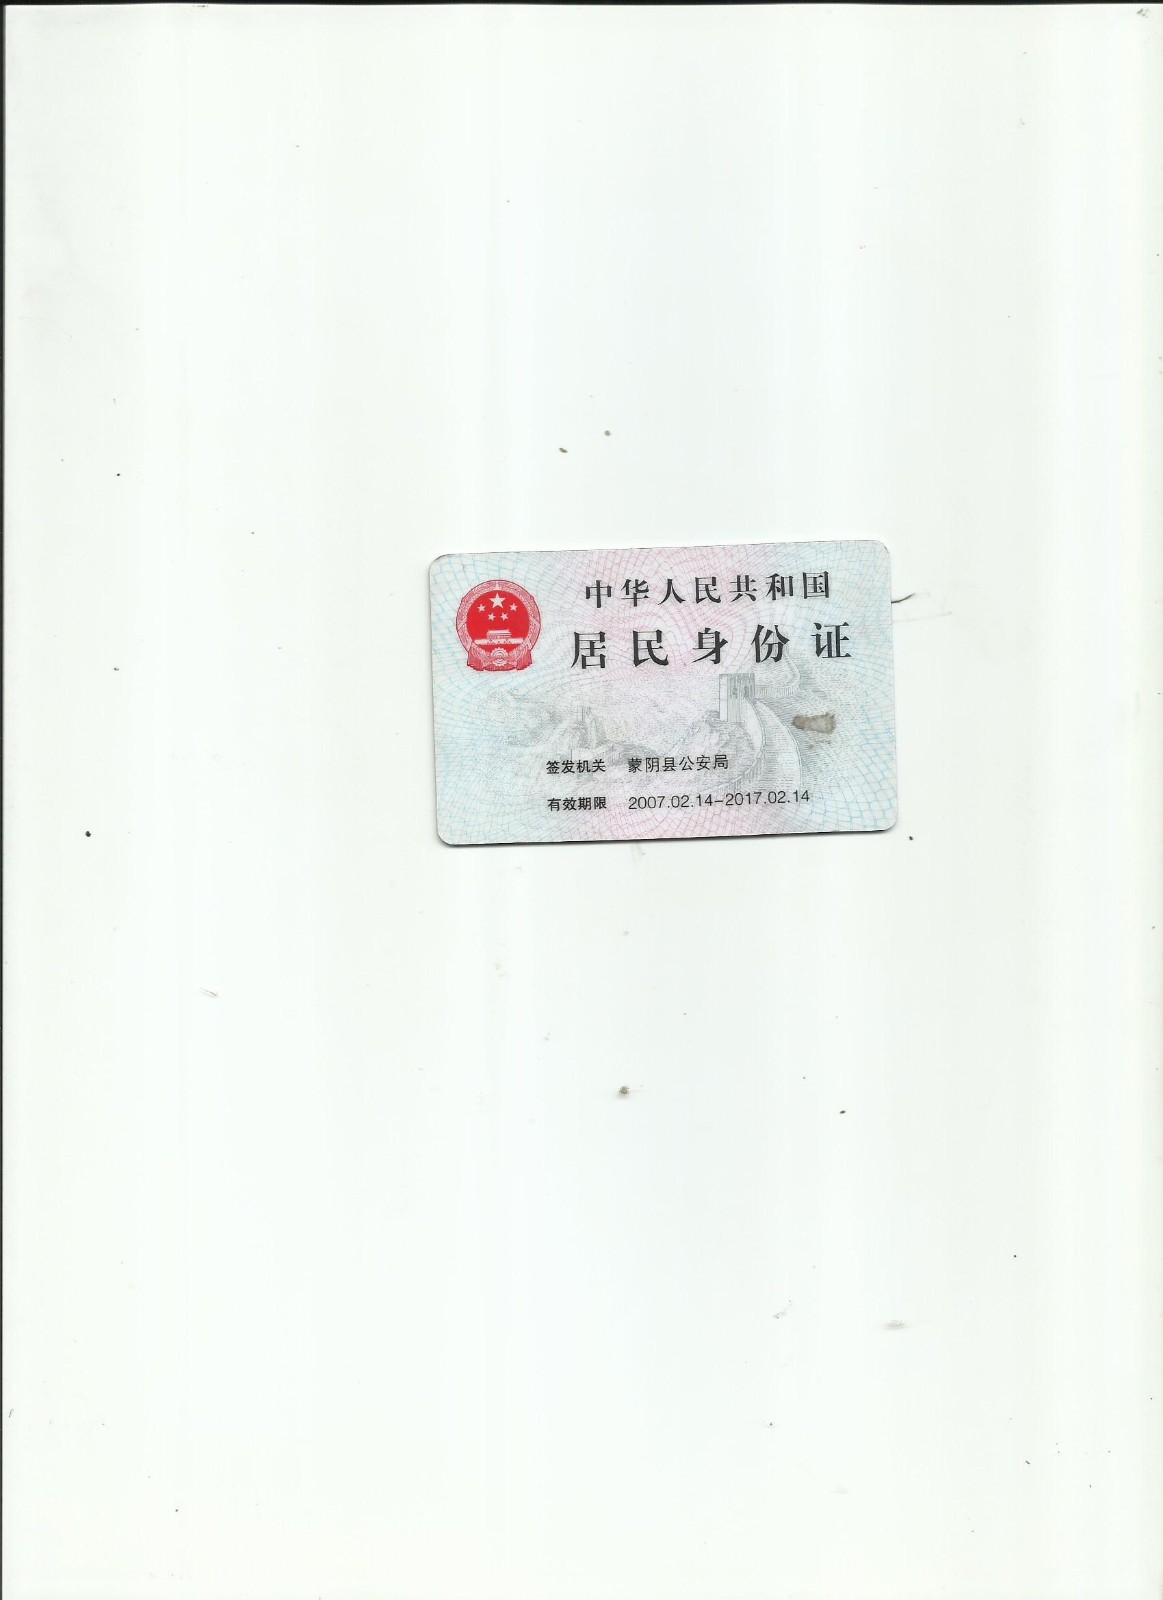 中华人民共和国
居民身份证
签发机关 蒙阴县公安局
有效期限 2007.02.14-2017.02.14